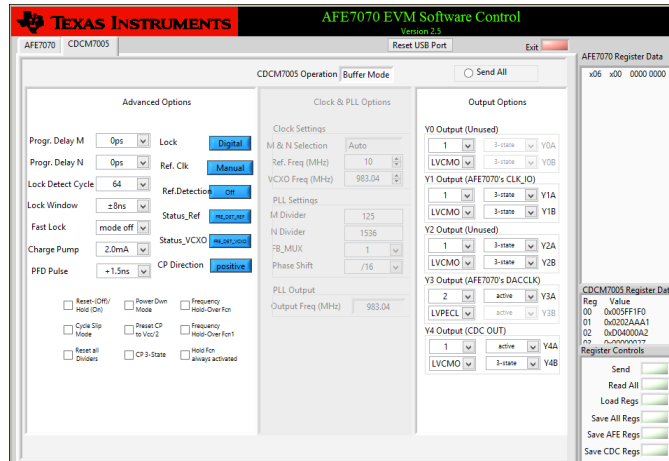 TEXAS INSTRUMENTS
AFE7070 EVM Software Control
Version 2.5
AFE7070 CDCM7005
Reset USB Port
Exit
AFE7070 Register Data
x06 x00 0000 0000
CDCM7005 Operation Buffer Mode
Send All
Advanced Options
Progr. Delay M 0ps
Progr. Delay N 0ps
Lock Detect Cycle 64
Lock Window ±8ns
Fast Lock mode off
Charge Pump 2.0mA
PFD Pulse +1.5ns
Lock Digital
Ref. Clk Manual
Ref.Detection Off
Status_Ref PRE_DET_REF
Status_VCXO PRE_DET_VCXO
CP Direction positive
Reset-(Off)/ Hold (On)
Power Dwn Mode
Frequency Hold-Over Fcn
Cycle Slip Mode
Preset CP to Vcc/2
Frequency Hold-Over Fcn1
Reset all Dividers
CP 3-State
Hold Fcn always activated
Clock & PLL Options
Clock Settings
M & N Selection Auto
Ref. Freq (MHz) 10
VCXO Freq (MHz) 983.04
PLL Settings
M Divider 125
N Divider 1536
FB_MUX 1
Phase Shift /16
PLL Output
Output Freq (MHz) 983.04
Output Options
Y0 Output (Unused)
1 3-state Y0A
LVCMO 3-state Y0B
Y1 Output (AFE7070's CLK_IO)
1 3-state Y1A
LVCMO 3-state Y1B
Y2 Output (Unused)
1 3-state Y2A
LVCMO 3-state Y2B
Y3 Output (AFE7070's DACCLK)
2 active Y3A
LVPECL active Y3B
Y4 Output (CDC OUT)
1 active Y4A
LVCMO 3-state Y4B
CDCM7005 Register Dat
Reg Value
00 0x005FF1F0
01 0x0202AAA1
02 0xD04000A2
03 0x00000037
Register Controls
Send
Read All
Load Regs
Save All Regs
Save AFE Regs
Save CDC Regs